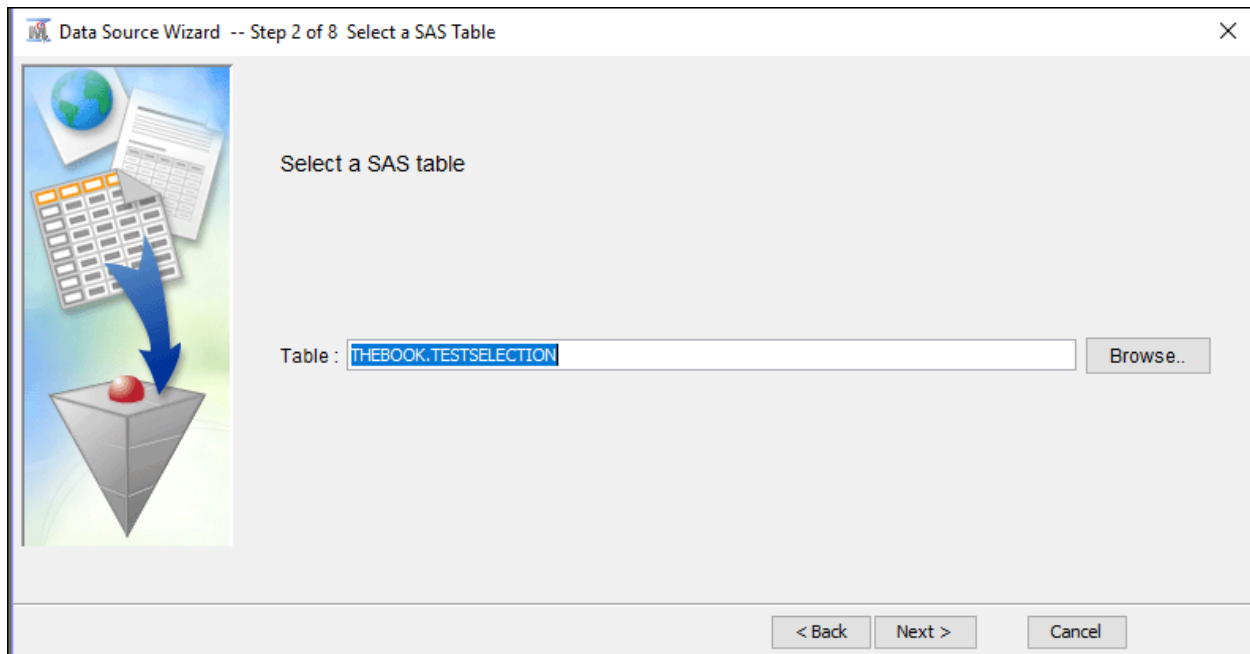 Data Source Wizard -- Step 2 of 8 Select a SAS Table
Select a SAS table
Table : THEBOOK.TESTSELECTION Browse..
< Back Next > Cancel